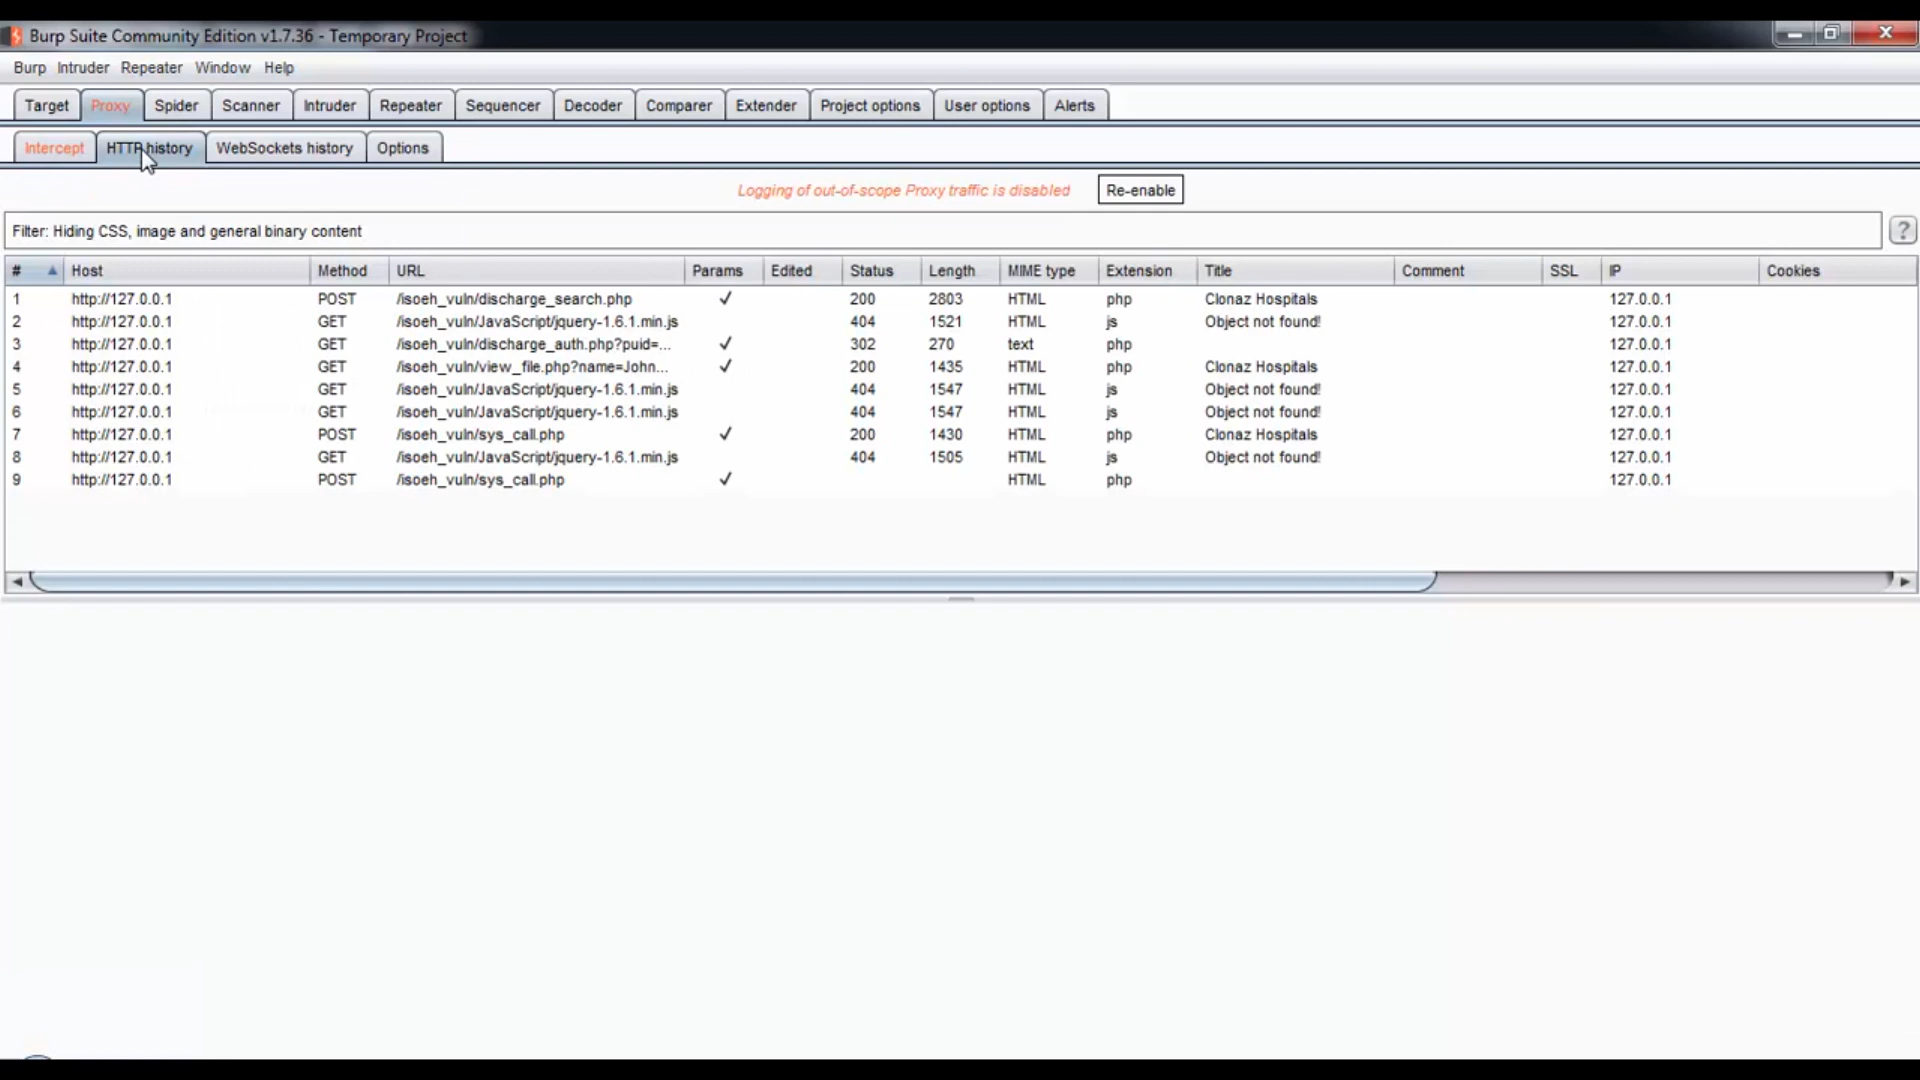 Burp Suite Community Edition v1.7.36 - Temporary Project
Burp Intruder Repeater Window Help
Target Proxy Spider Scanner Intruder Repeater Sequencer Decoder Comparer Extender Project options User options Alerts
Intercept HTTP history WebSockets history Options
Logging of out-of-scope Proxy traffic is disabled Re-enable
Filter: Hiding CSS, image and general binary content ?
# Host Method URL Params Edited Status Length MIME type Extension Title Comment SSL IP Cookies
1 http://127.0.0.1 POST /isoeh_vuln/discharge_search.php ✓ 200 2803 HTML php Clonaz Hospitals 127.0.0.1
2 http://127.0.0.1 GET /isoeh_vuln/JavaScript/jquery-1.6.1.min.js 404 1521 HTML js Object not found! 127.0.0.1
3 http://127.0.0.1 GET /isoeh_vuln/discharge_auth.php?puid=... ✓ 302 270 text php 127.0.0.1
4 http://127.0.0.1 GET /isoeh_vuln/view_file.php?name=John... ✓ 200 1435 HTML php Clonaz Hospitals 127.0.0.1
5 http://127.0.0.1 GET /isoeh_vuln/JavaScript/jquery-1.6.1.min.js 404 1547 HTML js Object not found! 127.0.0.1
6 http://127.0.0.1 GET /isoeh_vuln/JavaScript/jquery-1.6.1.min.js 404 1547 HTML js Object not found! 127.0.0.1
7 http://127.0.0.1 POST /isoeh_vuln/sys_call.php ✓ 200 1430 HTML php Clonaz Hospitals 127.0.0.1
8 http://127.0.0.1 GET /isoeh_vuln/JavaScript/jquery-1.6.1.min.js 404 1505 HTML js Object not found! 127.0.0.1
9 http://127.0.0.1 POST /isoeh_vuln/sys_call.php ✓ HTML php 127.0.0.1